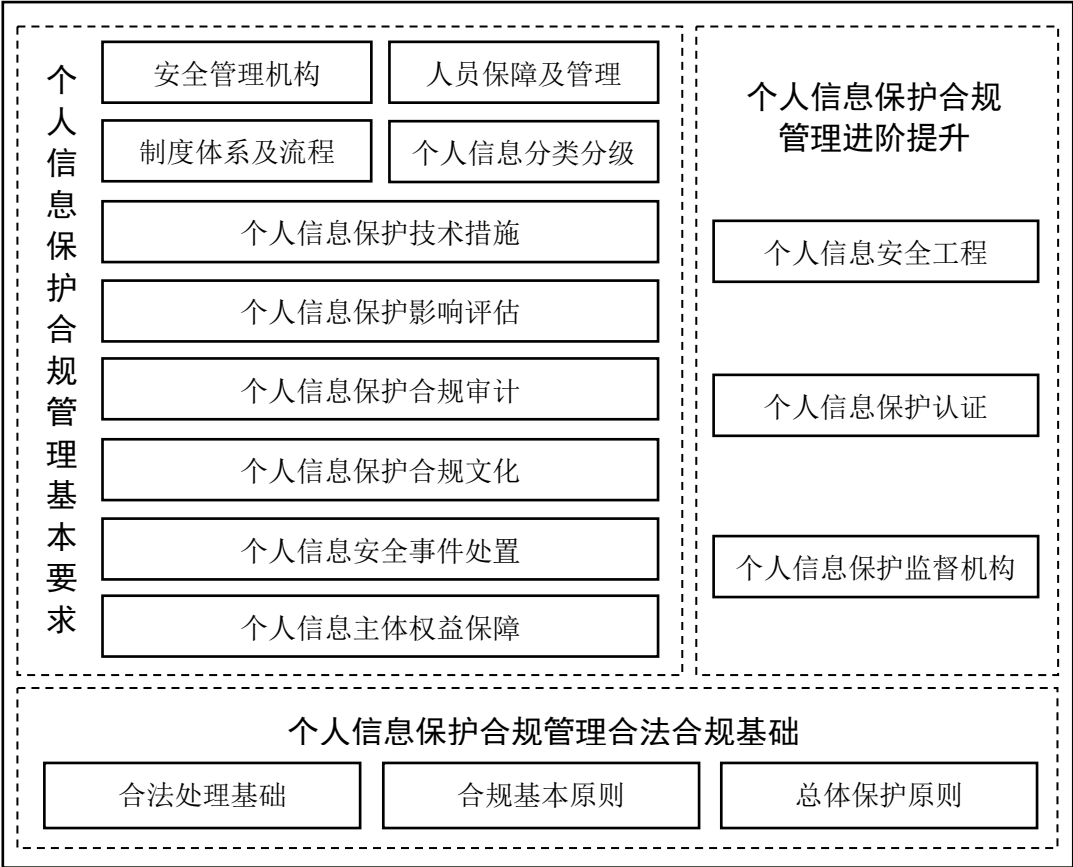 个人信息保护合规管理基本要求
安全管理机构
人员保障及管理
制度体系及流程
个人信息分类分级
个人信息保护技术措施
个人信息保护影响评估
个人信息保护合规审计
个人信息保护合规文化
个人信息安全事件处置
个人信息主体权益保障
个人信息保护合规
管理进阶提升
个人信息安全工程
个人信息保护认证
个人信息保护监督机构
个人信息保护合规管理合法合规基础
合法处理基础
合规基本原则
总体保护原则